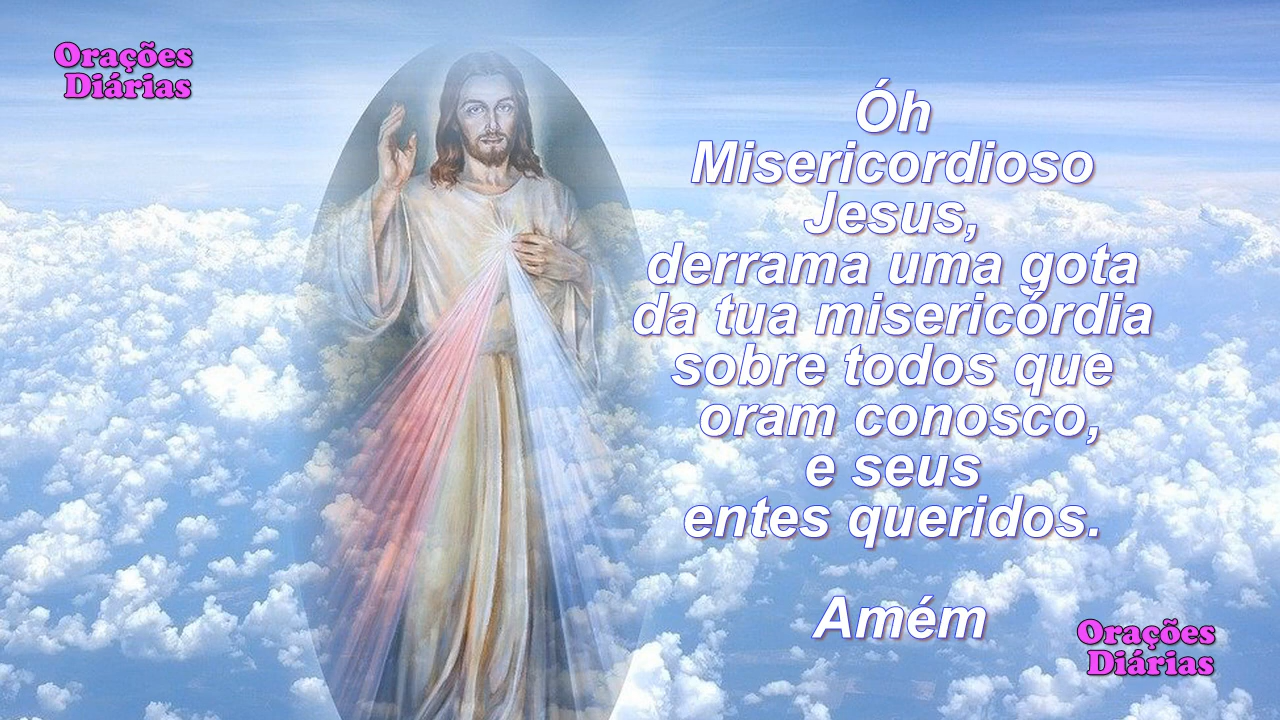 Orações
Diárias
Óh
Misericordioso
Jesus,
derrama uma gota
da tua misericórdia
sobre todos que
oram conosco,
e seus
entes queridos.
Amém
Orações
Diárias